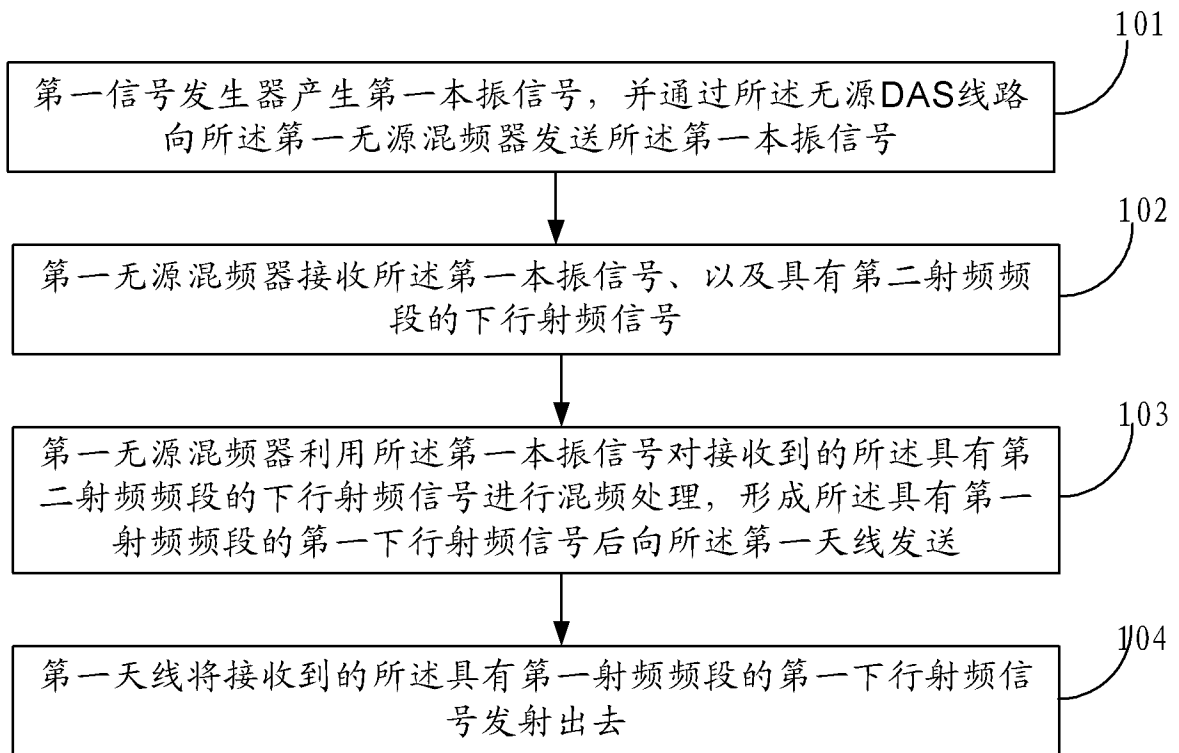 101
第一信号发生器产生第一本振信号，并通过所述无源DAS线路
向所述第一无源混频器发送所述第一本振信号
102
第一无源混频器接收所述第一本振信号、以及具有第二射频频
段的下行射频信号
103
第一无源混频器利用所述第一本振信号对接收到的所述具有第
二射频频段的下行射频信号进行混频处理，形成所述具有第一
射频频段的第一下行射频信号后向所述第一天线发送
104
第一天线将接收到的所述具有第一射频频段的第一下行射频信
号发射出去